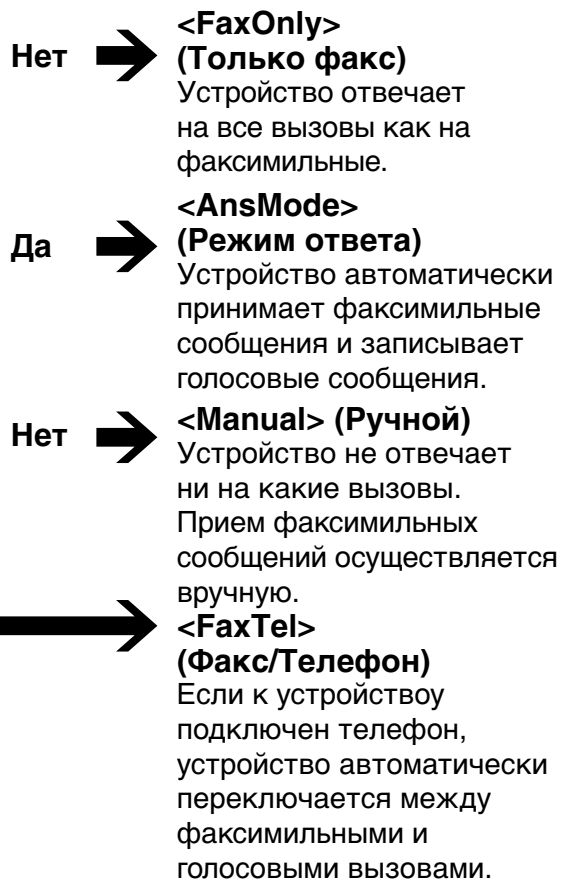 <FaxOnly>
Нет (Только факс)
Устройство отвечает
на все вызовы как на
факсимильные.
<AnsMode>
Да (Режим ответа)
Устройство автоматически
принимает факсимильные
сообщения и записывает
голосовые сообщения.
Нет <Manual> (Ручной)
Устройство не отвечает
ни на какие вызовы.
Прием факсимильных
сообщений осуществляется
вручную.
<FaxTel>
(Факс/Телефон)
Если к устройствоу
подключен телефон,
устройство автоматически
переключается между
факсимильными и
голосовыми вызовами.